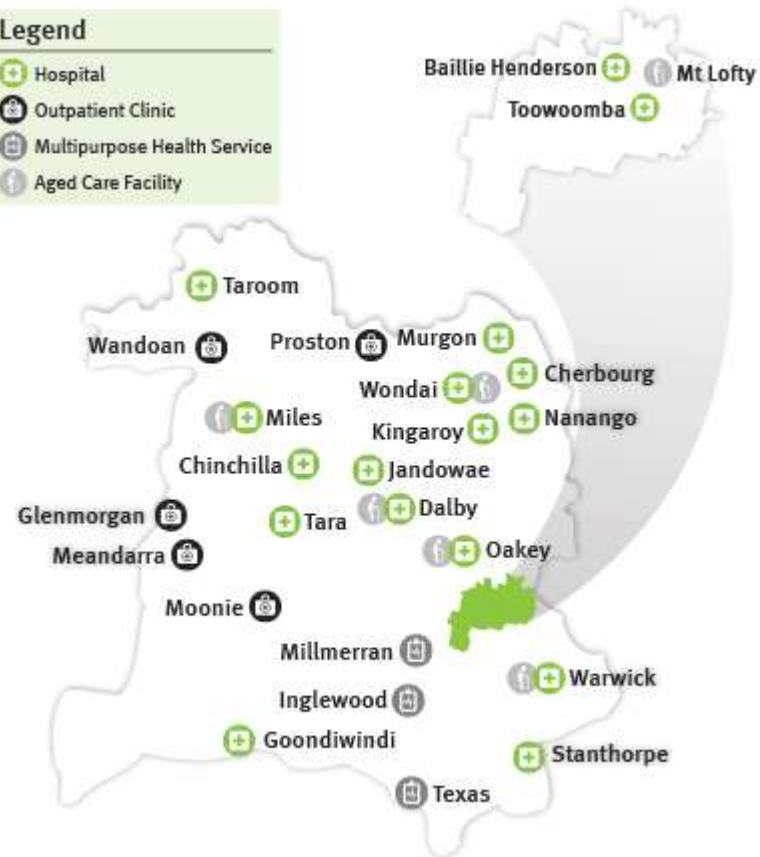 Legend
Hospital
Outpatient Clinic
Multipurpose Health Service
Aged Care Facility
Baillie Henderson
Mt Lofty
Toowoomba
Taroom
Wandoan
Proston
Murgon
Cherbourg
Wondai
Miles
Nanango
Kingaroy
Chinchilla
Jandowae
Glenmorgan
Tara
Dalby
Meandarra
Oakey
Moonie
Millmerran
Warwick
Inglewood
Goondiwindi
Stanthorpe
Texas